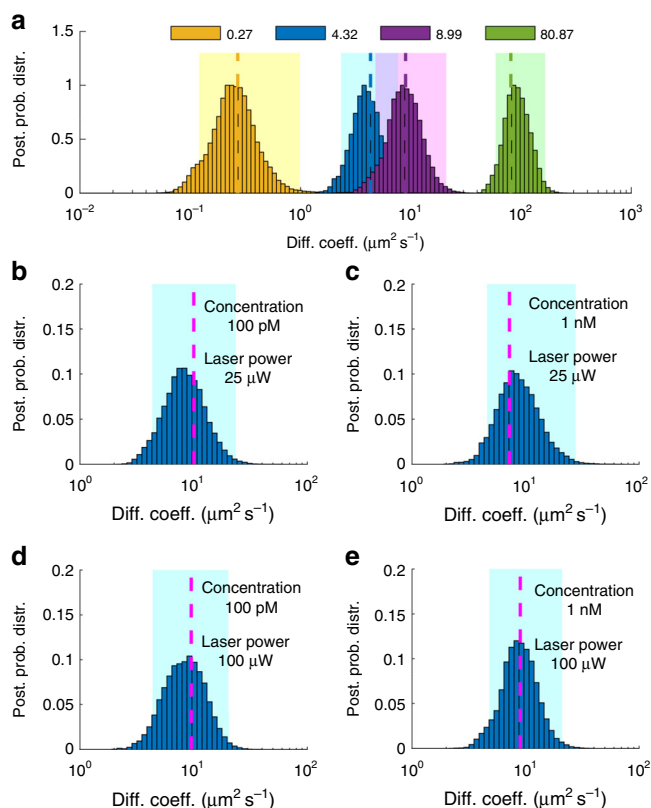 a
0.27 4.32 8.99 80.87
Post. prob. distr.
1.5
1
0.5
0
10⁻² 10⁻¹ 10⁰ 10¹ 10² 10³
Diff. coeff. (μm² s⁻¹)
b
Post. prob. distr.
0.2
0.15
0.1
0.05
0
Concentration
100 pM
Laser power
25 μW
10⁰ 10¹ 10²
Diff. coeff. (μm² s⁻¹)
c
Post. prob. distr.
0.2
0.15
0.1
0.05
0
Concentration
1 nM
Laser power
25 μW
10⁰ 10¹ 10²
Diff. coeff. (μm² s⁻¹)
d
Post. prob. distr.
0.2
0.15
0.1
0.05
0
Concentration
100 pM
Laser power
100 μW
10⁰ 10¹ 10²
Diff. coeff. (μm² s⁻¹)
e
Post. prob. distr.
0.2
0.15
0.1
0.05
0
Concentration
1 nM
Laser power
100 μW
10⁰ 10¹ 10²
Diff. coeff. (μm² s⁻¹)